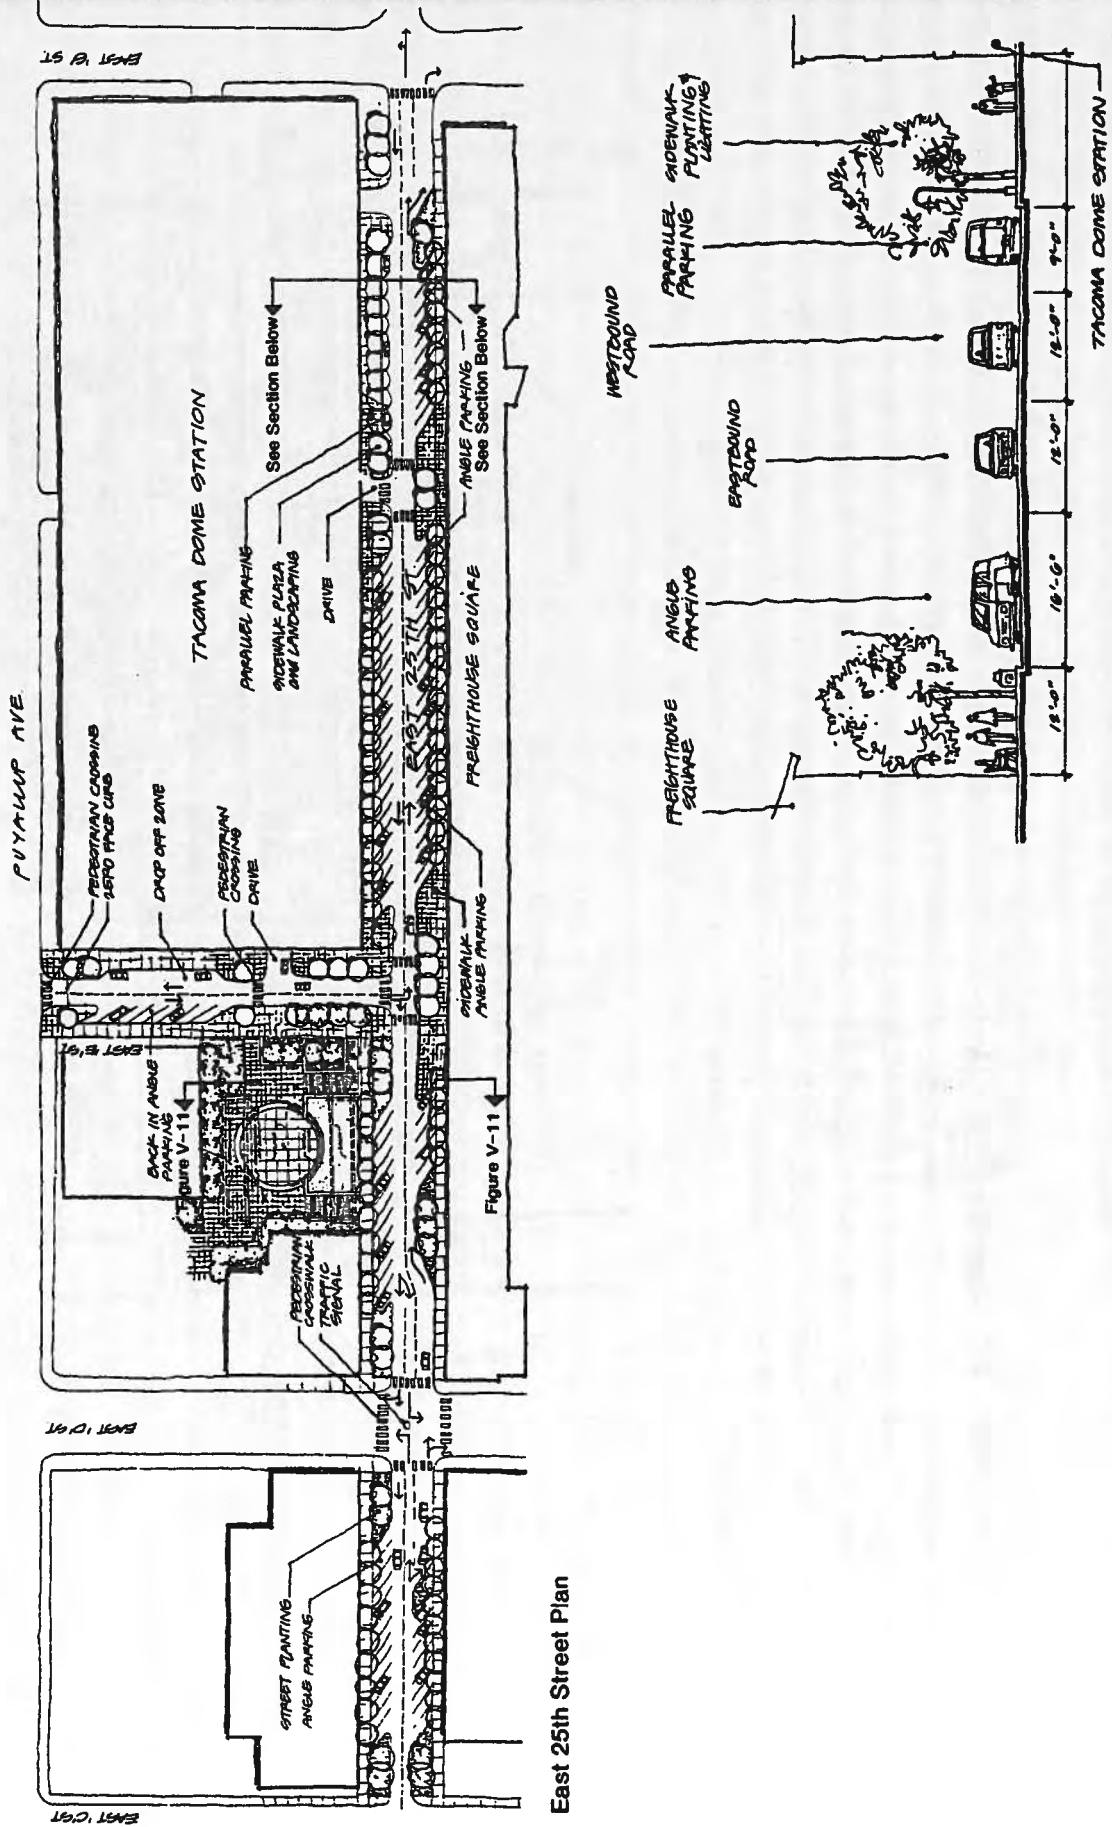 PUYALLUP AVE
EAST 'C' ST.
EAST 'D' ST.
EAST 'E' ST.
EAST 'G' ST.
STREET PLANTING
ANGLE PARKING
PEDESTRIAN
CROSSWALK
TRAFFIC
SIGNAL
BACK IN ANGLE
PARKING
Figure V-11
Figure V-11
PEDESTRIAN CROSSING
ZERO FACE CURB
DROP OFF ZONE
PEDESTRIAN
CROSSING
DRIVE
SIDEWALK
ANGLE PARKING
TACOMA DOME STATION
PARALLEL PARKING
SIDEWALK PLAZA
AND LANDSCAPING
DRIVE
EAST 25TH ST
FREIGHTHOUSE SQUARE
See Section Below
ANGLE PARKING
See Section Below
East 25th Street Plan
FREIGHTHOUSE
SQUARE
ANGLE
PARKING
EASTBOUND
ROAD
WESTBOUND
ROAD
PARALLEL
PARKING
SIDEWALK
PLANTING &
LIGHTING
12'-0"
16'-6"
12'-0"
12'-0"
9'-0"
TACOMA DOME STATION